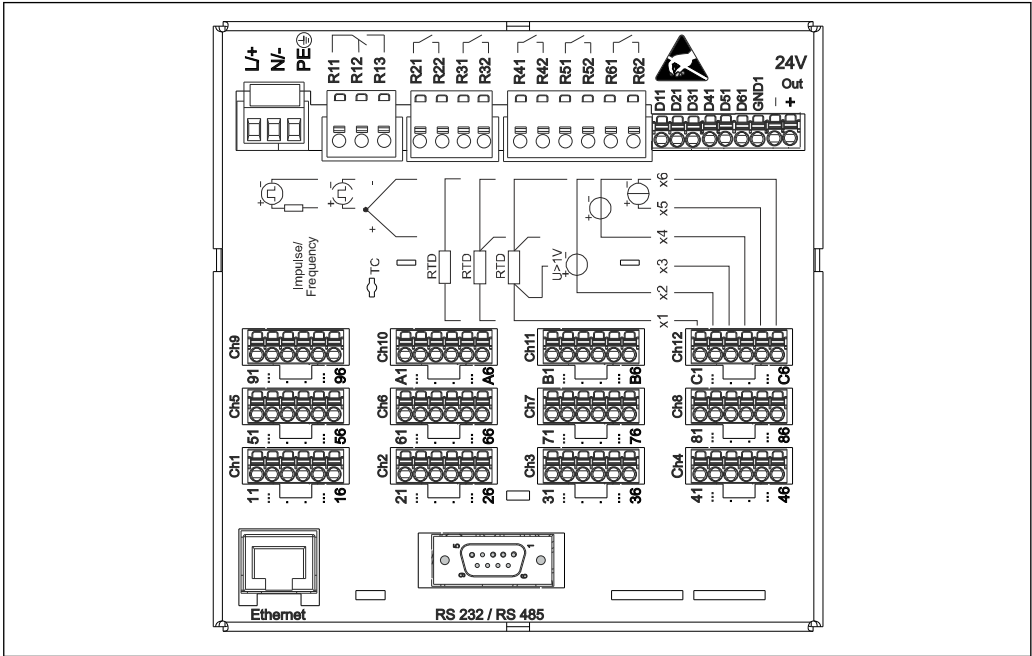 L/+ N/- PE
R11 R12 R13 R21 R22 R31 R32 R41 R42 R51 R52 R61 R62
24V
Out
D11 D21 D31 D41 D51 D61 GND1 - +
+ - + - - +
Impulse/
Frequency
TC
RTD RTD RTD
U>1V
+ - + - + -
x6
x5
x4
x3
x2
x1
Ch9 Ch10 Ch11 Ch12
91 ... 96 A1 ... A6 B1 ... B6 C1 ... C6
Ch5 Ch6 Ch7 Ch8
51 ... 56 61 ... 66 71 ... 76 81 ... 86
Ch1 Ch2 Ch3 Ch4
11 ... 16 21 ... 26 31 ... 36 41 ... 46
5 1
9 6
Ethernet RS 232 / RS 485